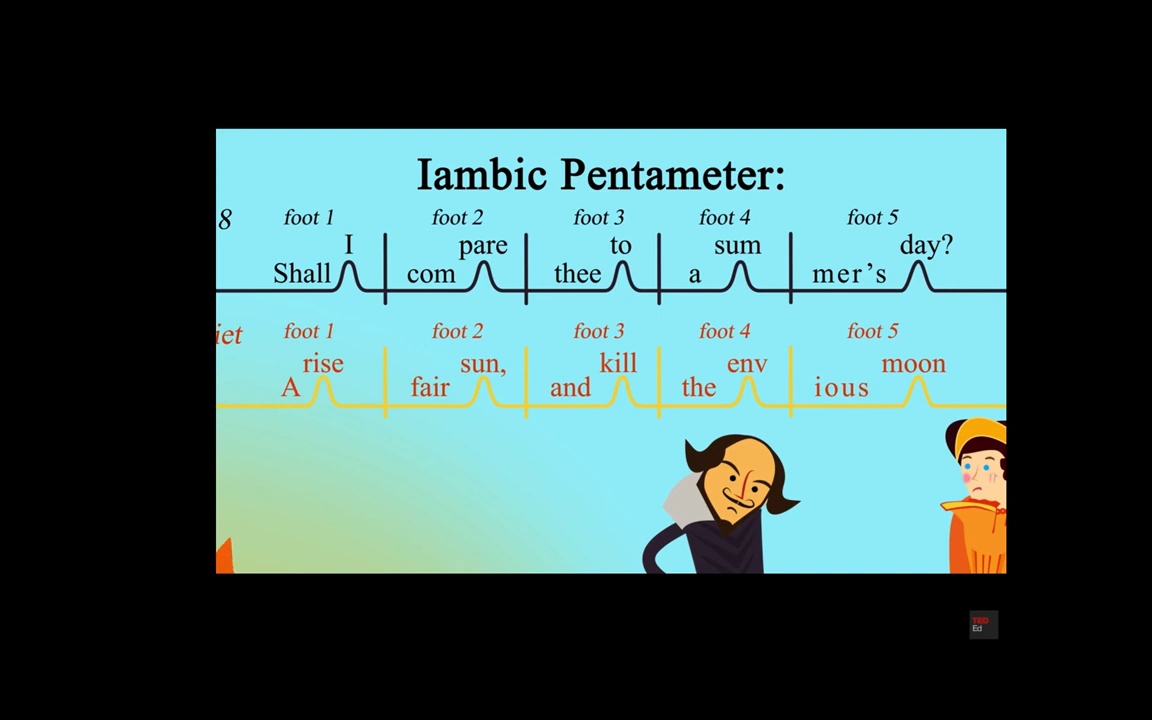 Iambic Pentameter:
8 foot 1 foot 2 foot 3 foot 4 foot 5
I pare to sum day?
Shall com thee a mer's
iet foot 1 foot 2 foot 3 foot 4 foot 5
rise sun, kill env moon
A fair and the ious
TED
Ed